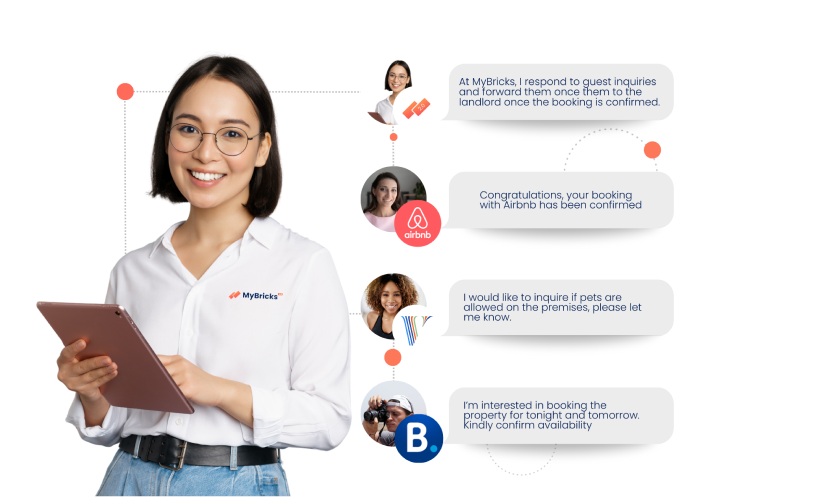 At MyBricks, I respond to guest inquiries
and forward them once them to the
landlord once the booking is confirmed.
Congratulations, your booking
with Airbnb has been confirmed
airbnb
MyBricks
I would like to inquire if pets are
allowed on the premises, please let
me know.
I'm interested in booking the
property for tonight and tomorrow.
Kindly confirm availability
B.